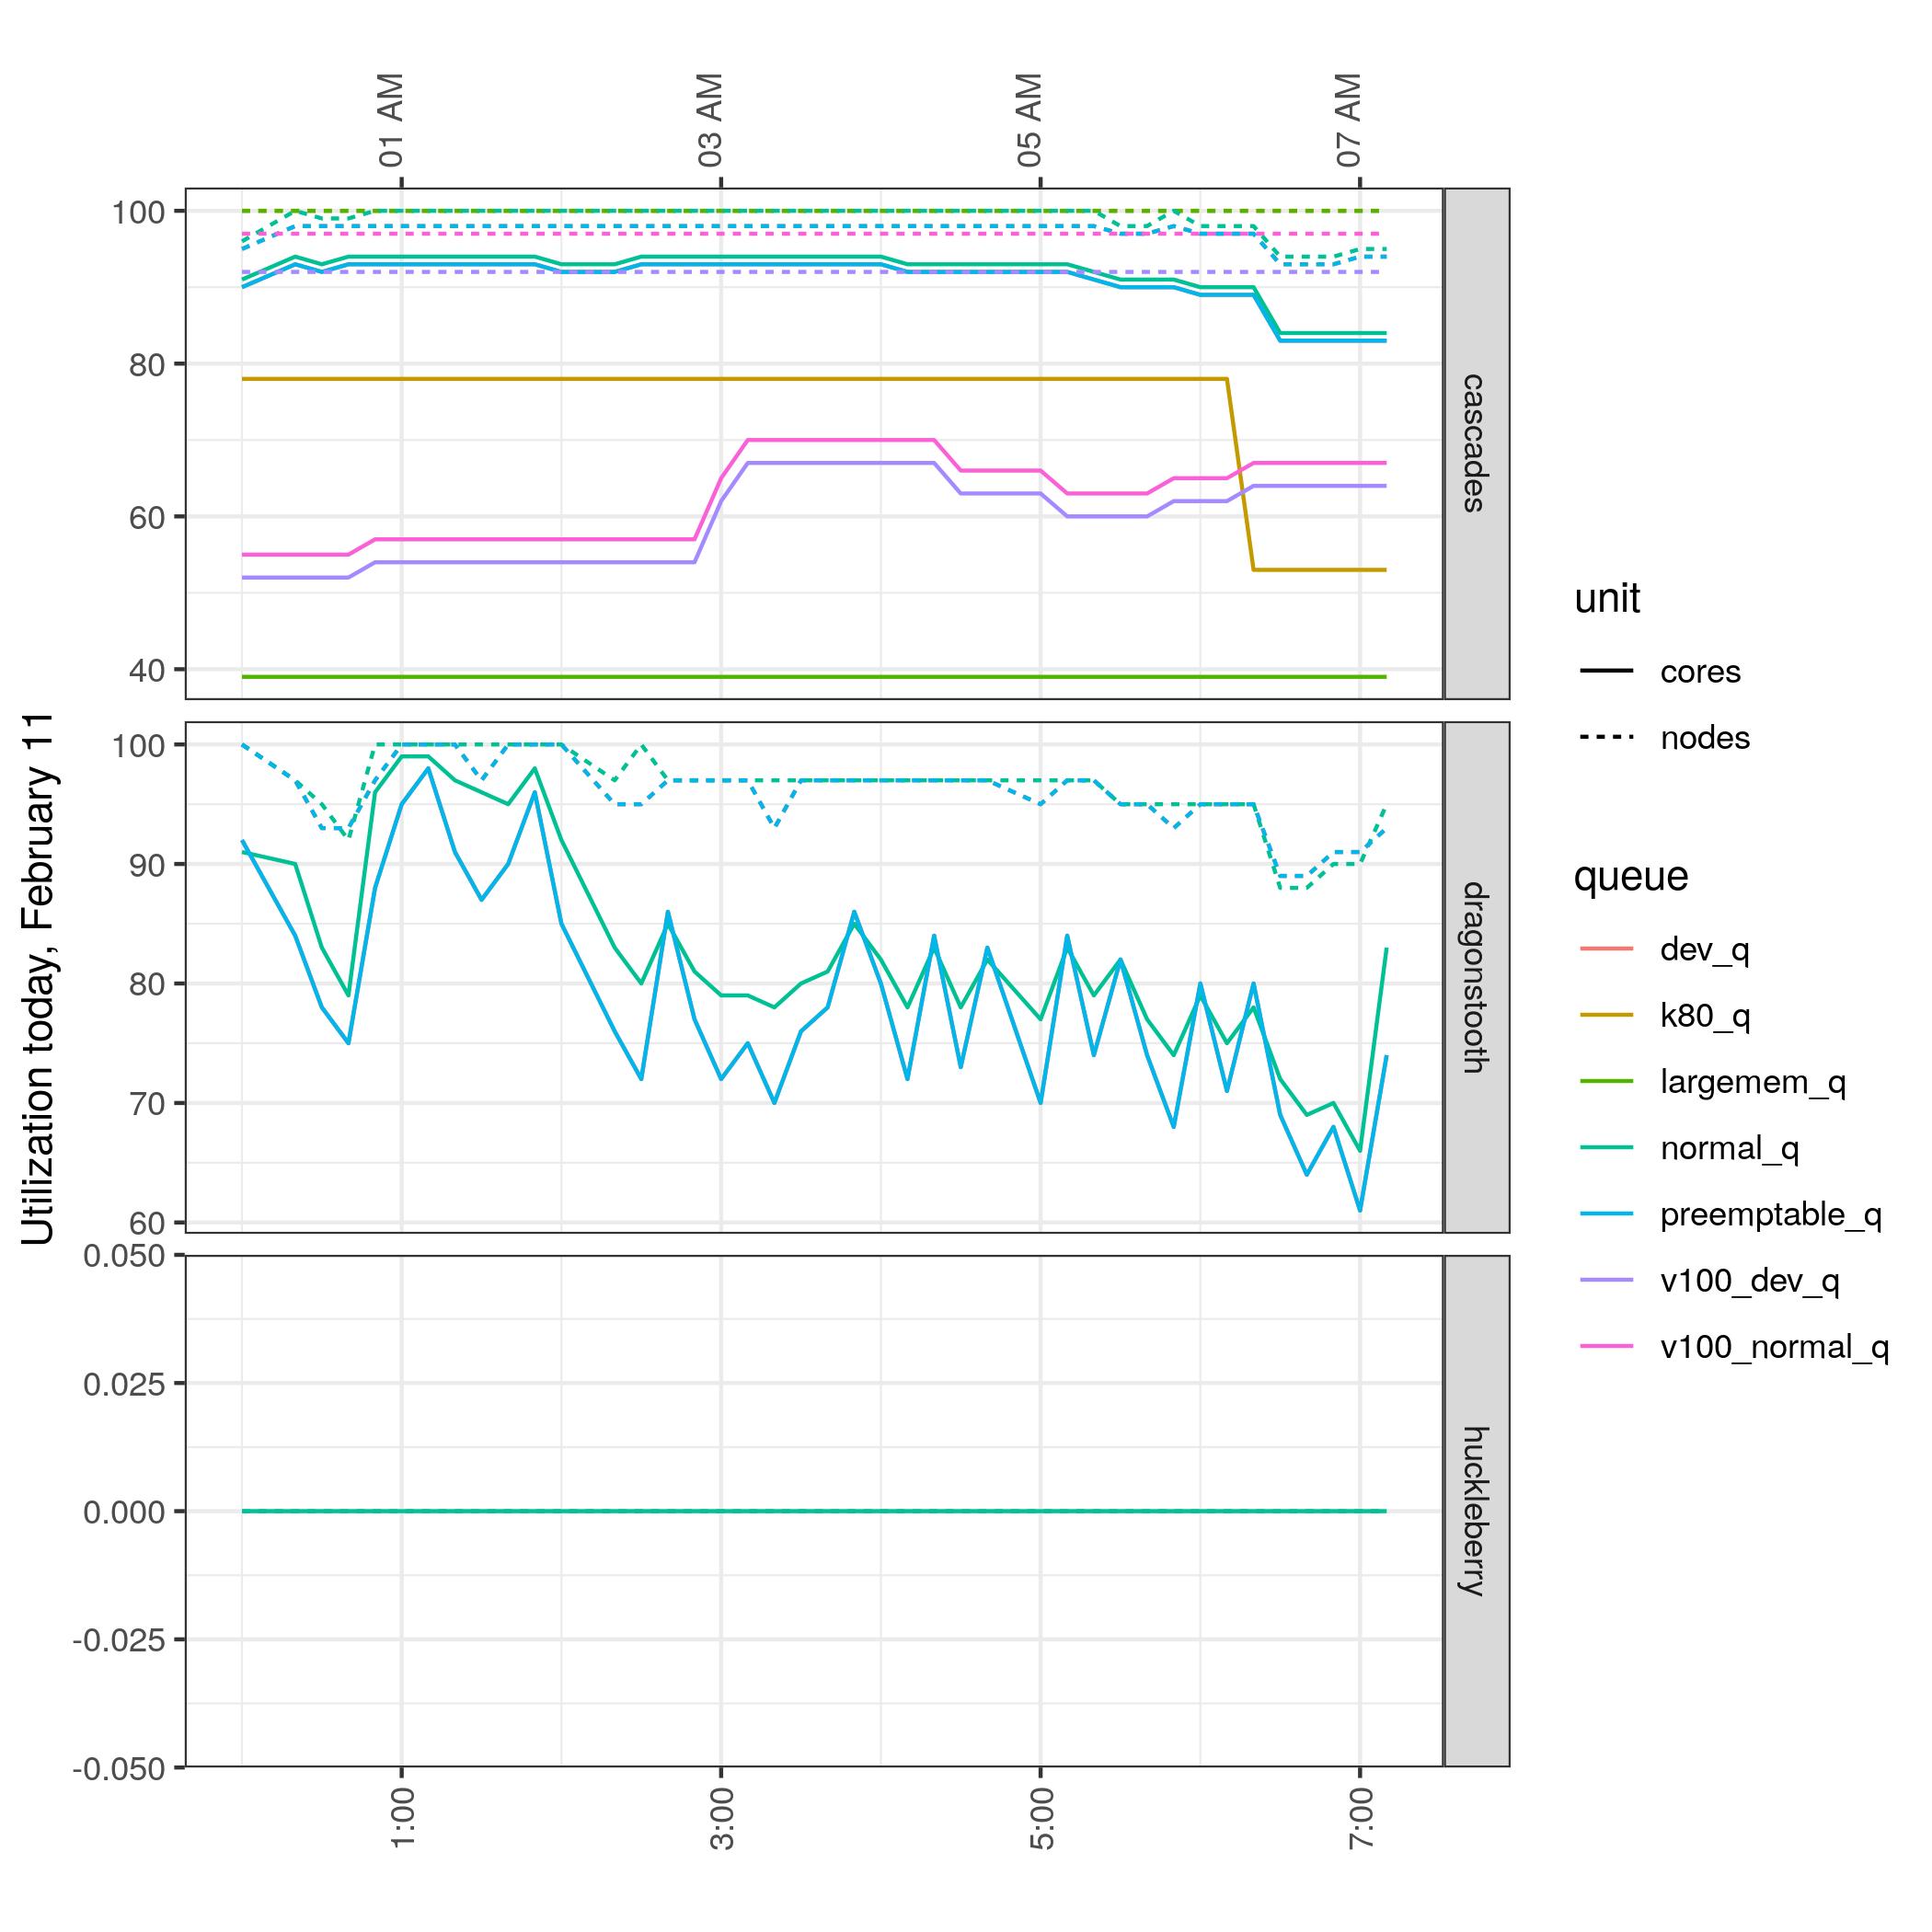 Utilization today, February 11
01 AM
03 AM
05 AM
07 AM
100
80
60
40
cascades
100
90
80
70
60
dragonstooth
0.050
0.025
0.000
-0.025
-0.050
huckleberry
1:00
3:00
5:00
7:00
unit
cores
nodes
queue
dev_q
k80_q
largemem_q
normal_q
preemptable_q
v100_dev_q
v100_normal_q